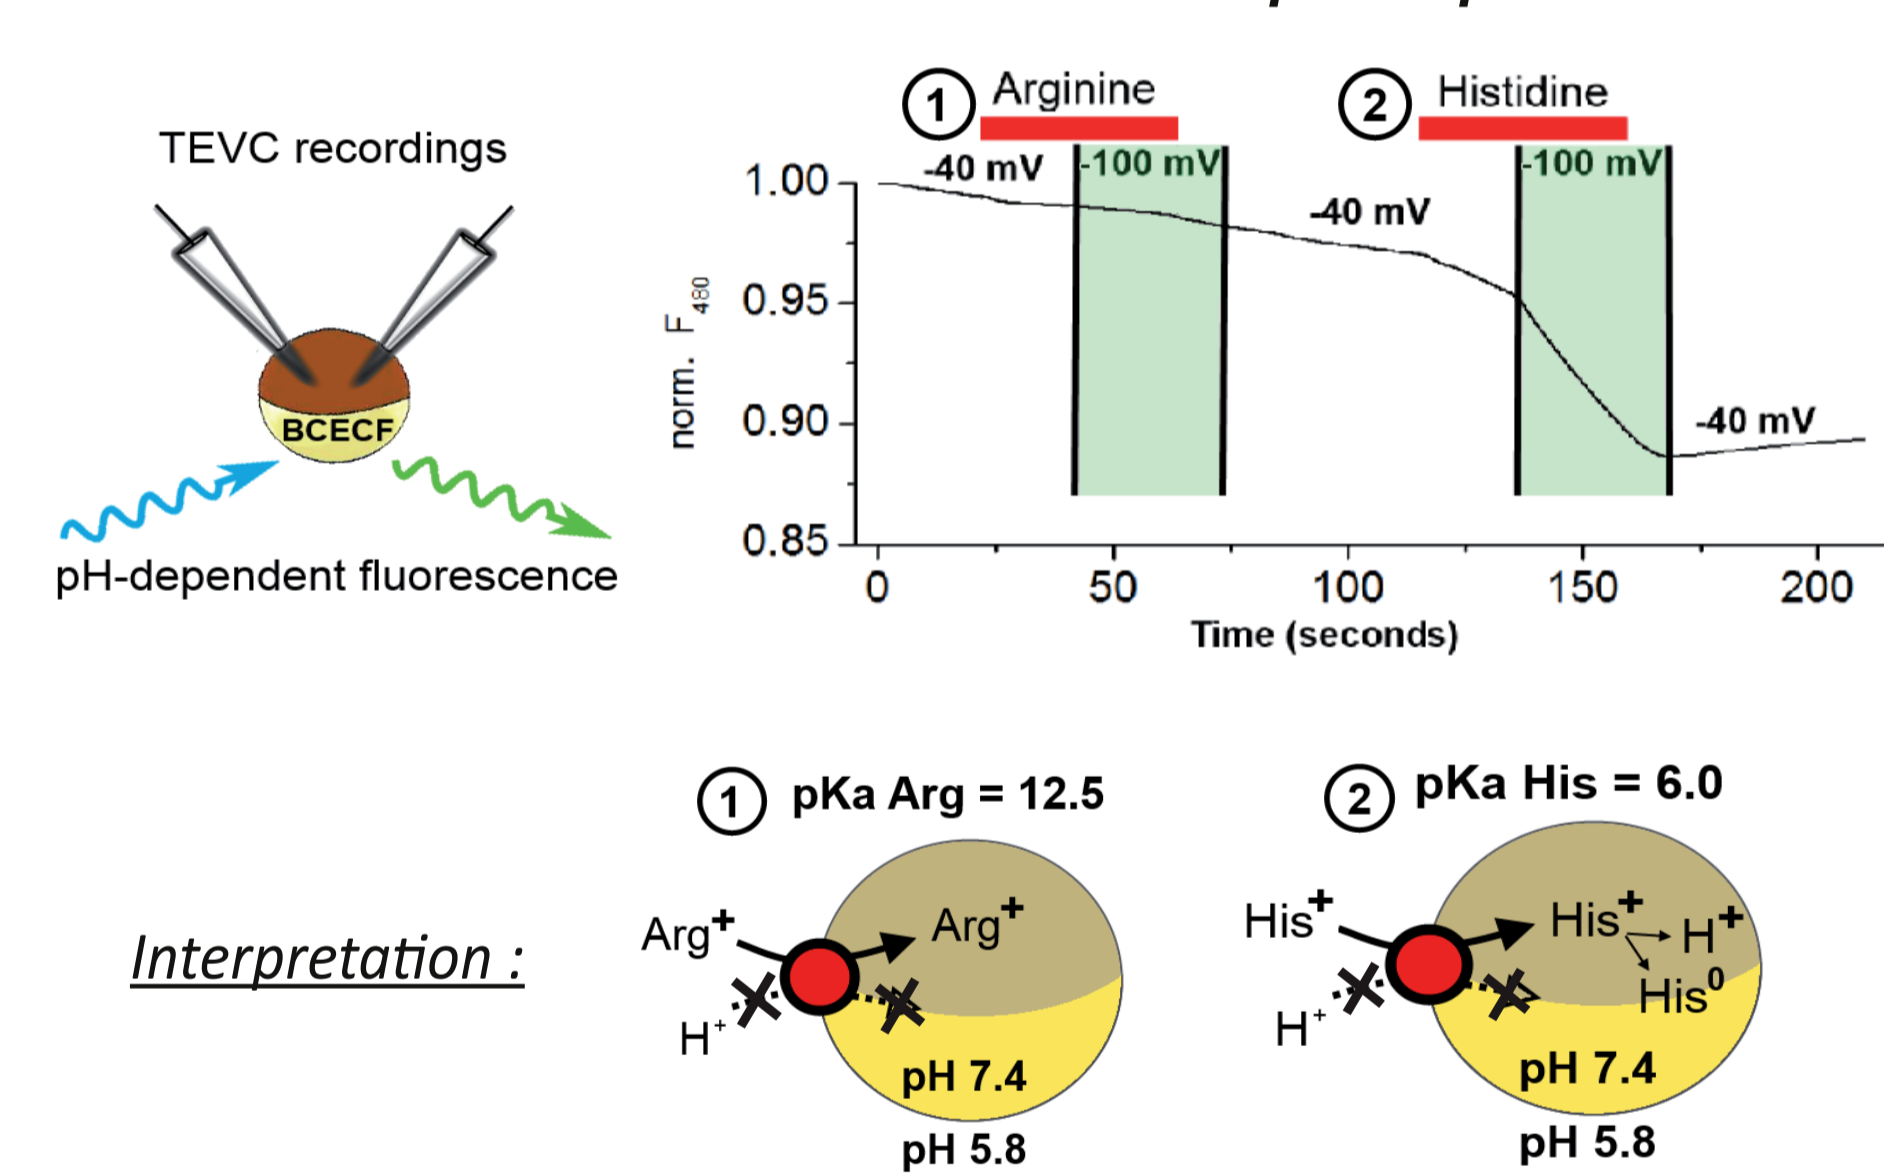 TEVC recordings
BCECF
pH-dependent fluorescence
1 Arginine
2 Histidine
-40 mV
-100 mV
-40 mV
-100 mV
-40 mV
norm. F480
1.00
0.95
0.90
0.85
0 50 100 150 200
Time (seconds)
Interpretation :
1 pKa Arg = 12.5
Arg+
Arg+
H+
pH 7.4
pH 5.8
2 pKa His = 6.0
His+
His+
H+
His0
H+
pH 7.4
pH 5.8